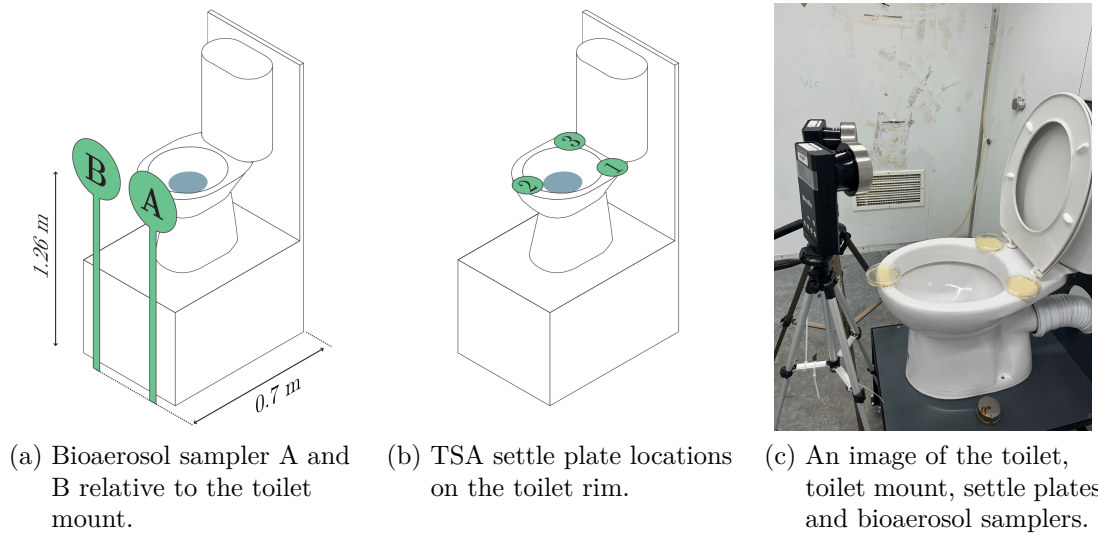 B
A
1.26 m
0.7 m
3
1
2
WC
(a) Bioaerosol sampler A and
B relative to the toilet
mount.
(b) TSA settle plate locations
on the toilet rim.
(c) An image of the toilet,
toilet mount, settle plates
and bioaerosol samplers.